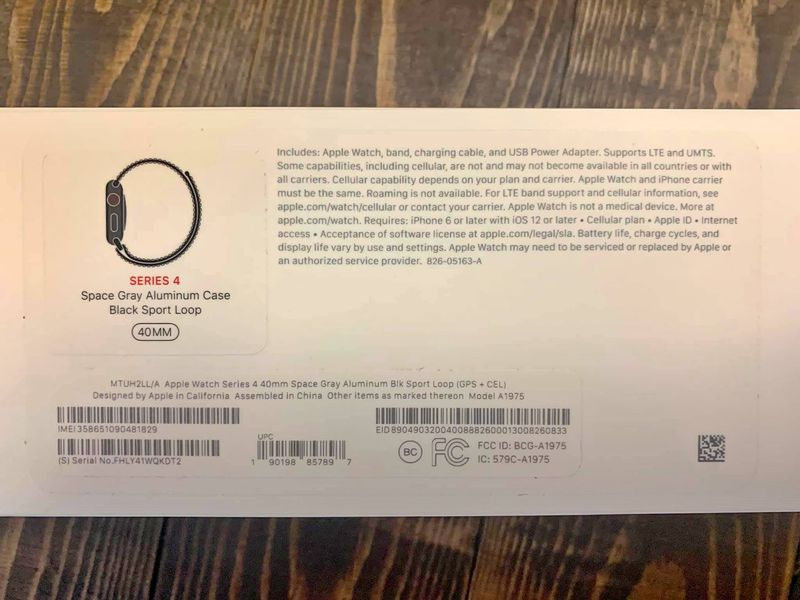 Includes: Apple Watch, band, charging cable, and USB Power Adapter. Supports LTE and UMTS.
Some capabilities, including cellular, are not and may not become available in all countries or with
all carriers. Cellular capability depends on your plan and carrier. Apple Watch and iPhone carrier
must be the same. Roaming is not available. For LTE band support and cellular information, see
apple.com/watch/cellular or contact your carrier. Apple Watch is not a medical device. More at
apple.com/watch. Requires: iPhone 6 or later with iOS 12 or later • Cellular plan • Apple ID • Internet
access • Acceptance of software license at apple.com/legal/sla. Battery life, charge cycles, and
display life vary by use and settings. Apple Watch may need to be serviced or replaced by Apple or
an authorized service provider. 826-05163-A
SERIES 4
Space Gray Aluminum Case
Black Sport Loop
40MM
MTUH2LL/A Apple Watch Series 4 40mm Space Gray Aluminum Blk Sport Loop (GPS + CEL)
Designed by Apple in California Assembled in China Other items as marked thereon Model A1975
IMEI 358651090481829
EID 89049032004008882600013008260833
(S) Serial No.FHLY41WQKDT2
UPC
1 90198 85789 7
BC
FC
FCC ID: BCG-A1975
IC: 579C-A1975